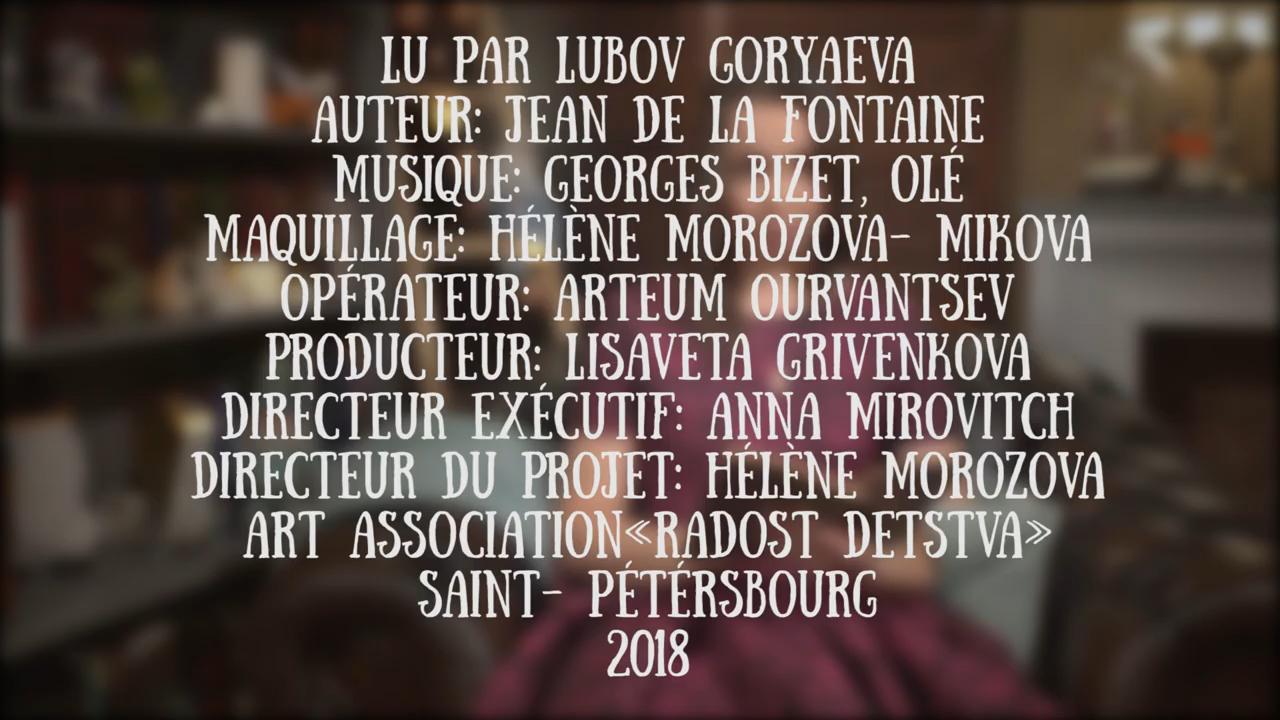 LU PAR LUBOV GORYAEVA
AUTEUR: JEAN DE LA FONTAINE
MUSIQUE: GEORGES BIZET, OLÉ
MAQUILLAGE: HÉLÈNE MOROZOVA- MIKOVA
OPÉRATEUR: ARTEUM OURVANTSEV
PRODUCTEUR: LISAVETA GRIVENKOVA
DIRECTEUR EXÉCUTIF: ANNA MIROVITCH
DIRECTEUR DU PROJET: HÉLÈNE MOROZOVA
ART ASSOCIATION«RADOST DETSTVA»
SAINT- PÉTÉRSBOURG
2018